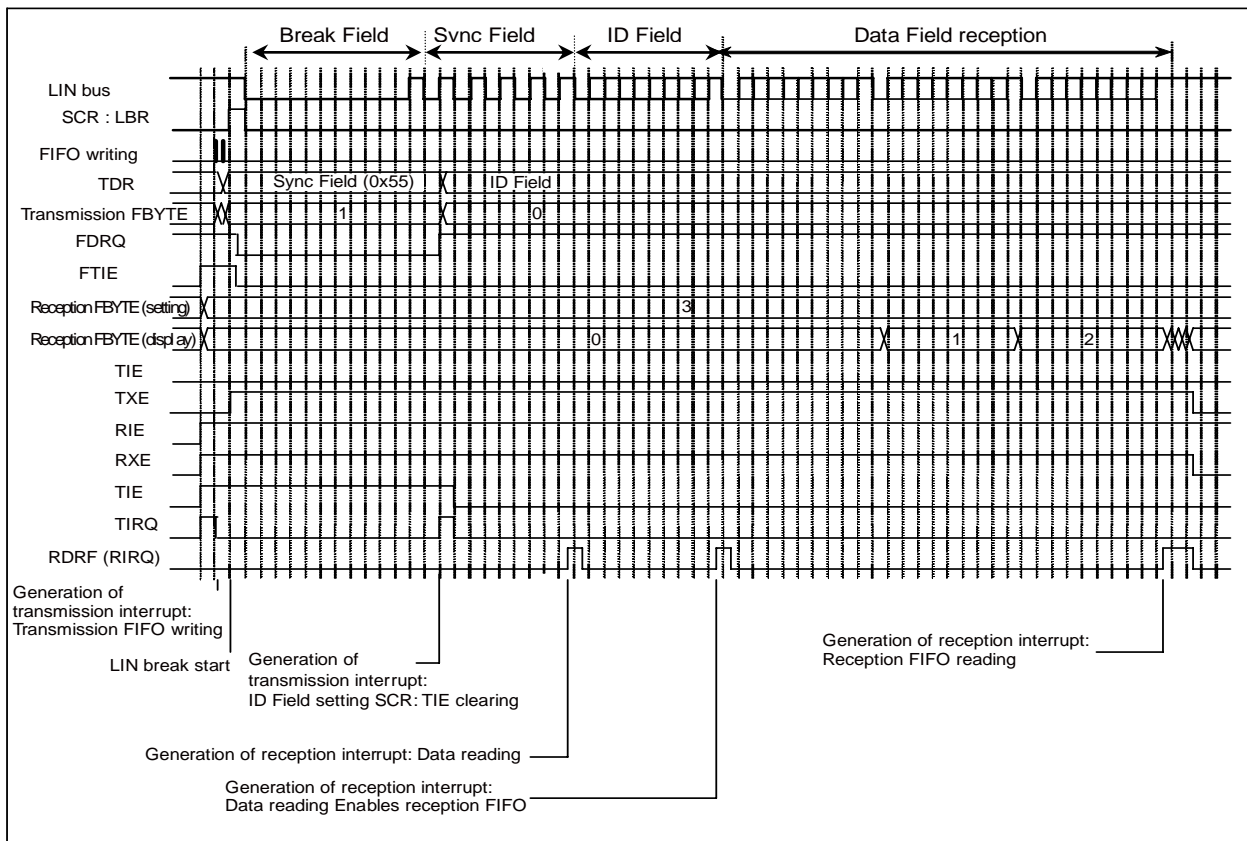 Break Field Svnc Field ID Field Data Field reception
LIN bus
SCR : LBR
FIFO writing
TDR Sync Field (0x55) ID Field
Transmission FBYTE 1 0
FDRQ
FTIE
Reception FBYTE (setting) 3
Reception FBYTE (display) 0 1 2
TIE
TXE
RIE
RXE
TIE
TIRQ
RDRF (RIRQ)
Generation of
transmission interrupt:
Transmission FIFO writing
LIN break start
Generation of
transmission interrupt:
ID Field setting SCR: TIE clearing
Generation of reception interrupt:
Reception FIFO reading
Generation of reception interrupt: Data reading
Generation of reception interrupt:
Data reading Enables reception FIFO